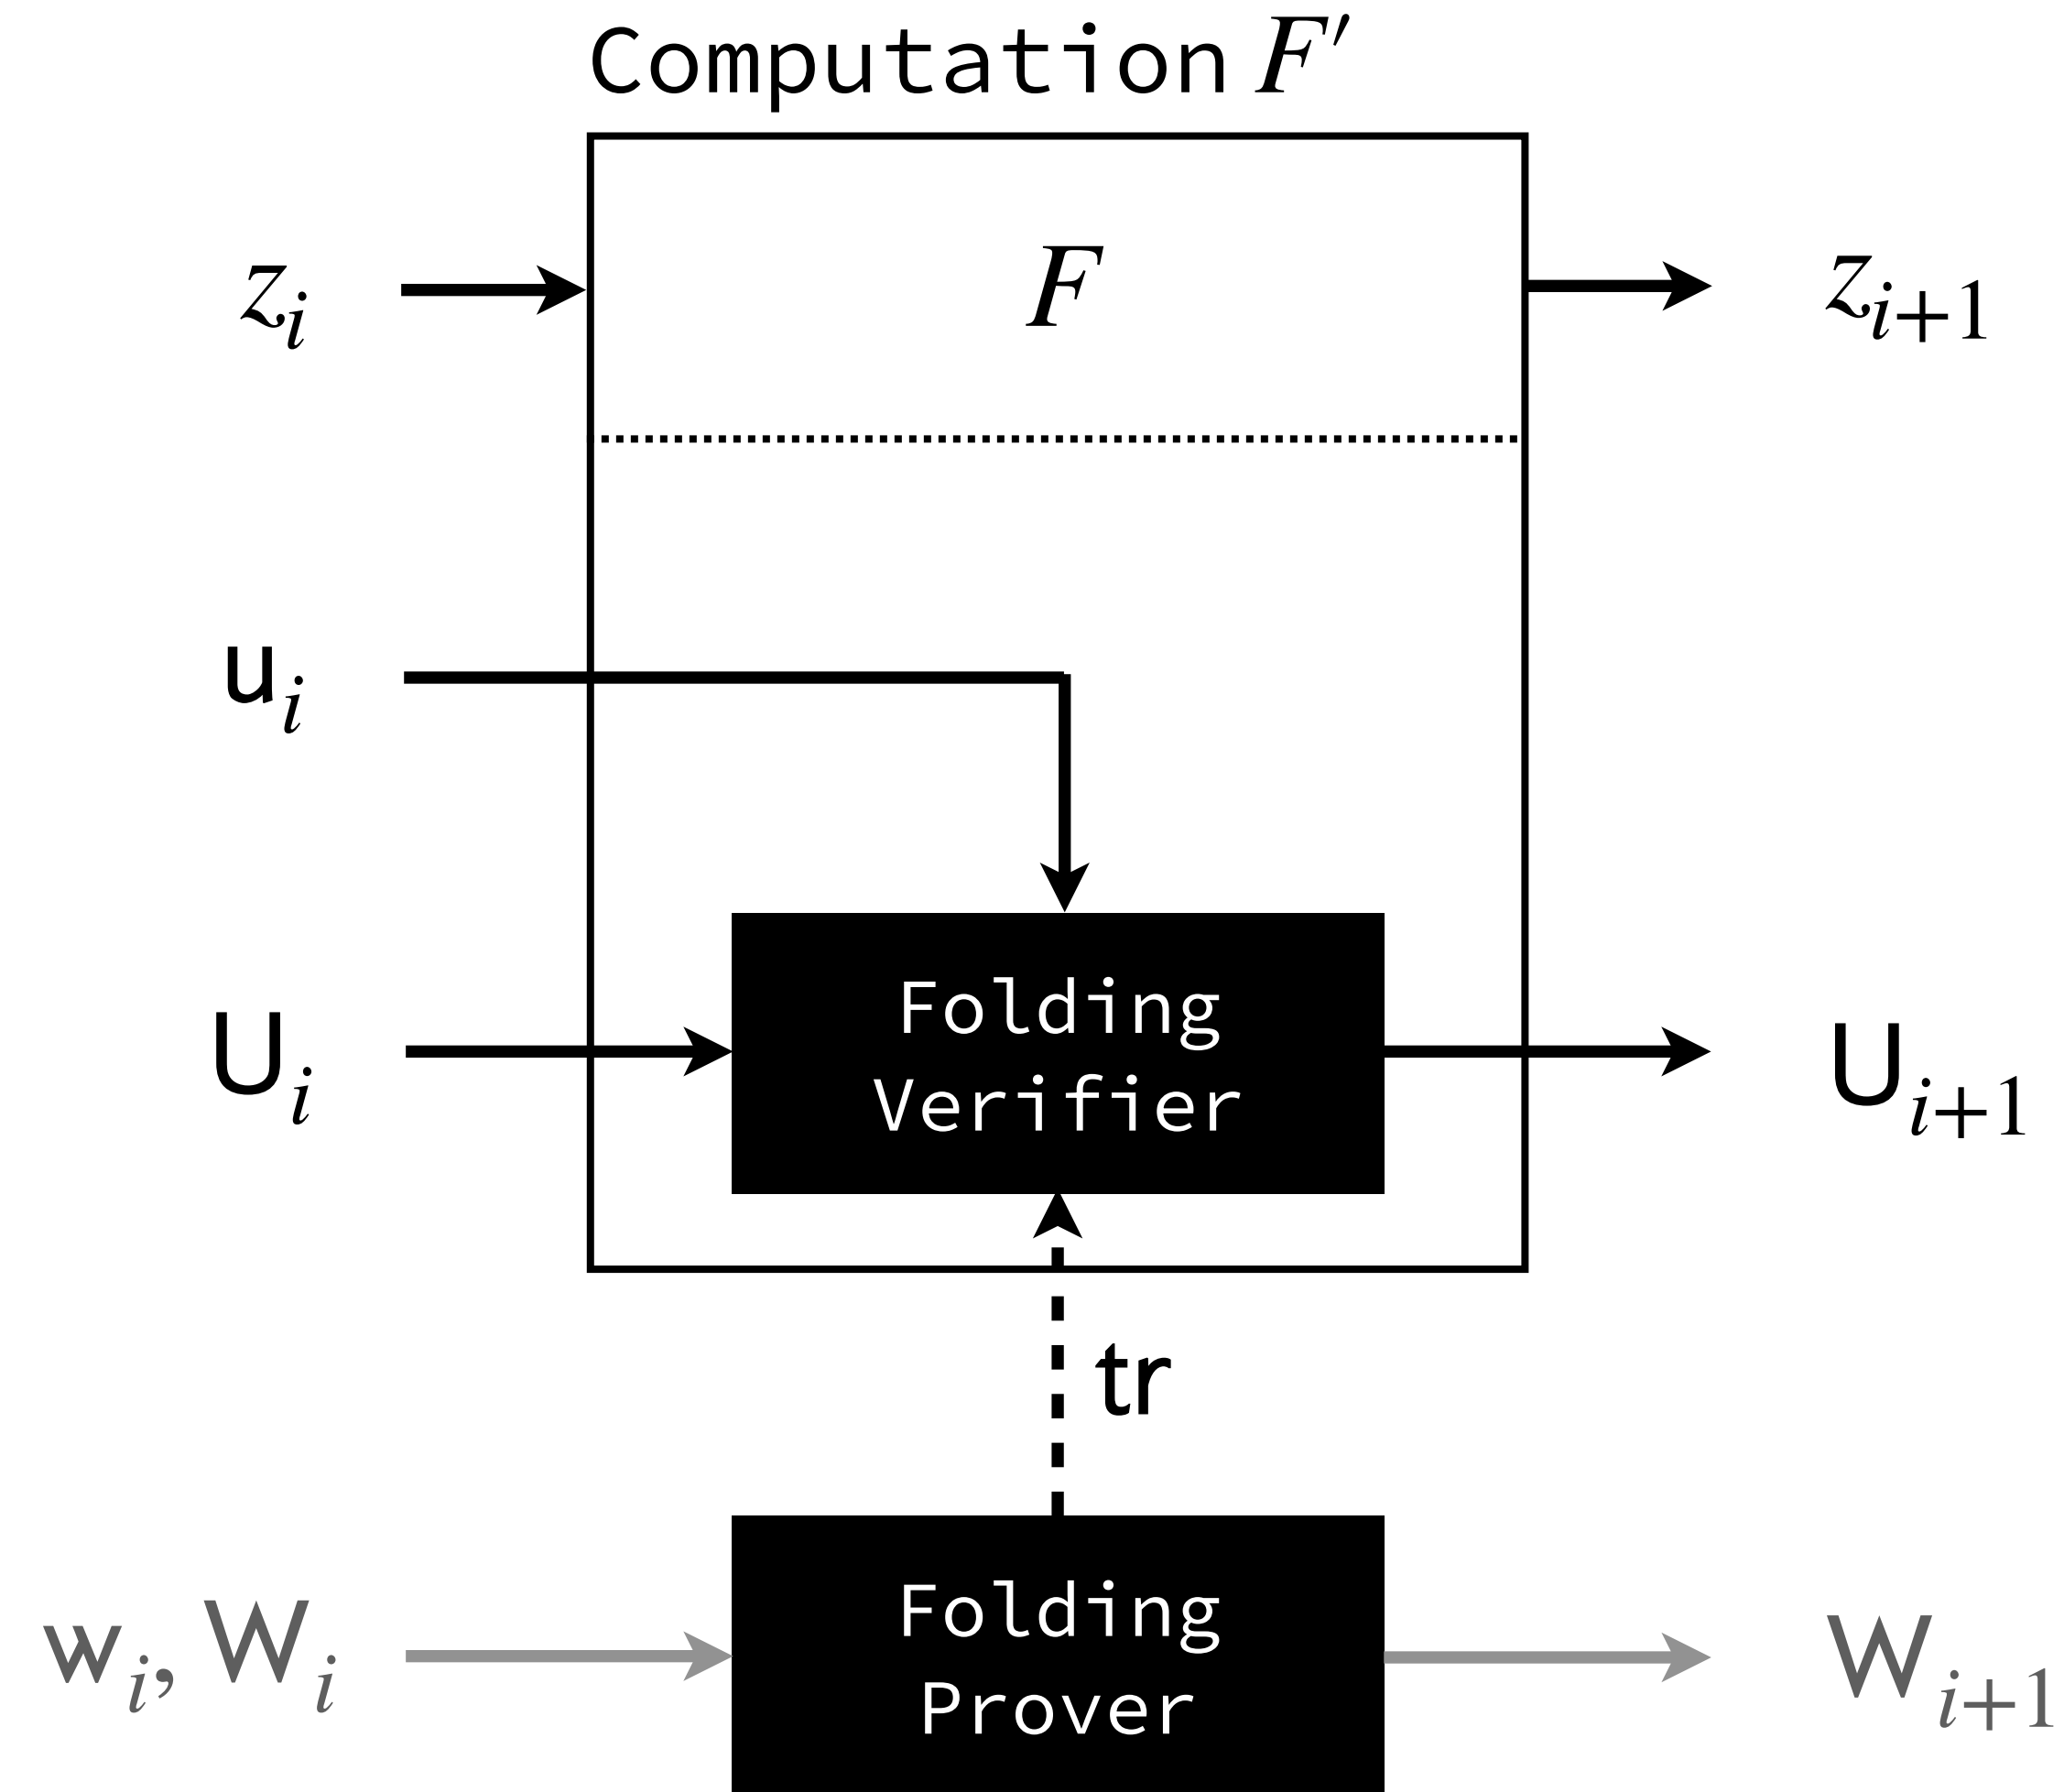 Computation F′
z_i
F
z_{i+1}
u_i
Folding
Verifier
U_i
U_{i+1}
tr
w_i, W_i
Folding
Prover
W_{i+1}